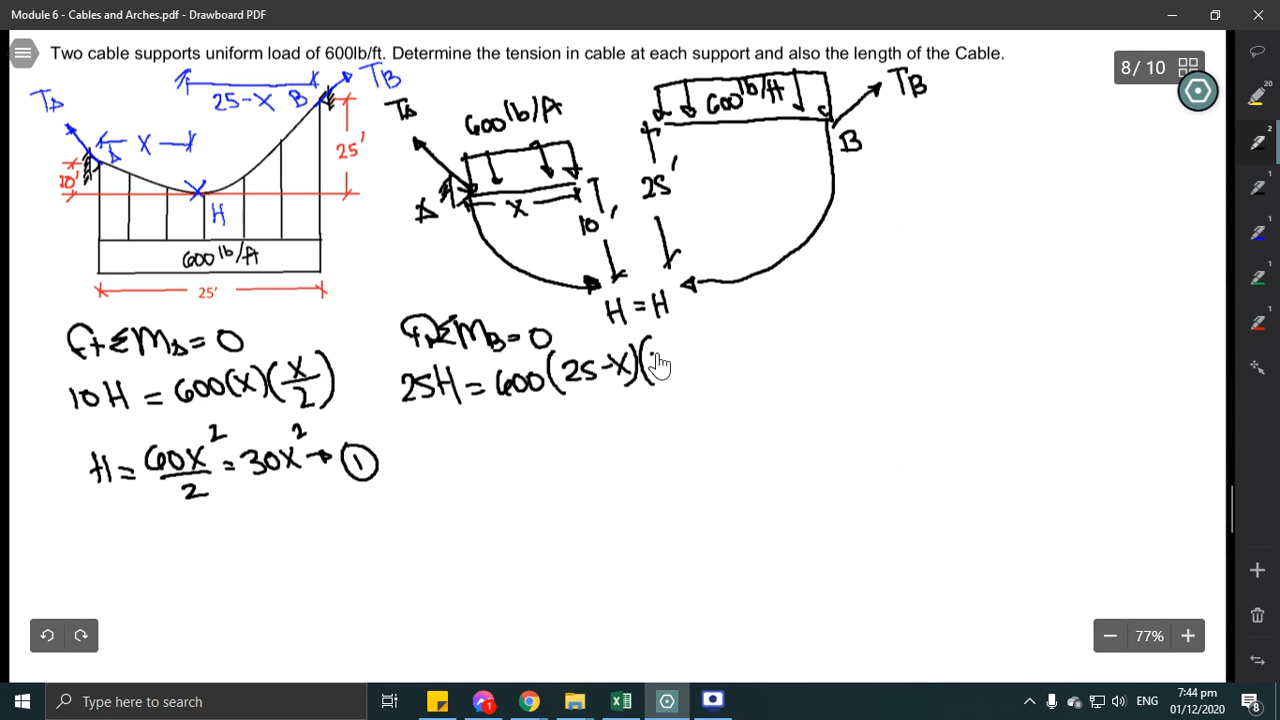 Module 6 - Cables and Arches.pdf - Drawboard PDF
Two cable supports uniform load of 600lb/ft. Determine the tension in cable at each support and also the length of the Cable.
8 / 10
TA
X
25-X
B
TB
A
10'
25'
H
600 lb/ft
25'
TA
600 lb/ft
A
X
10'
600 lb/ft
TB
B
25'
H = H
+ΣMA = 0
10H = 600(X)(X/2)
H = 60X²/2 = 30X² → ①
+ΣMB = 0
25H = 600(25-X)(
77%
Type here to search
ENG
7:44 pm
01/12/2020
8
1
2